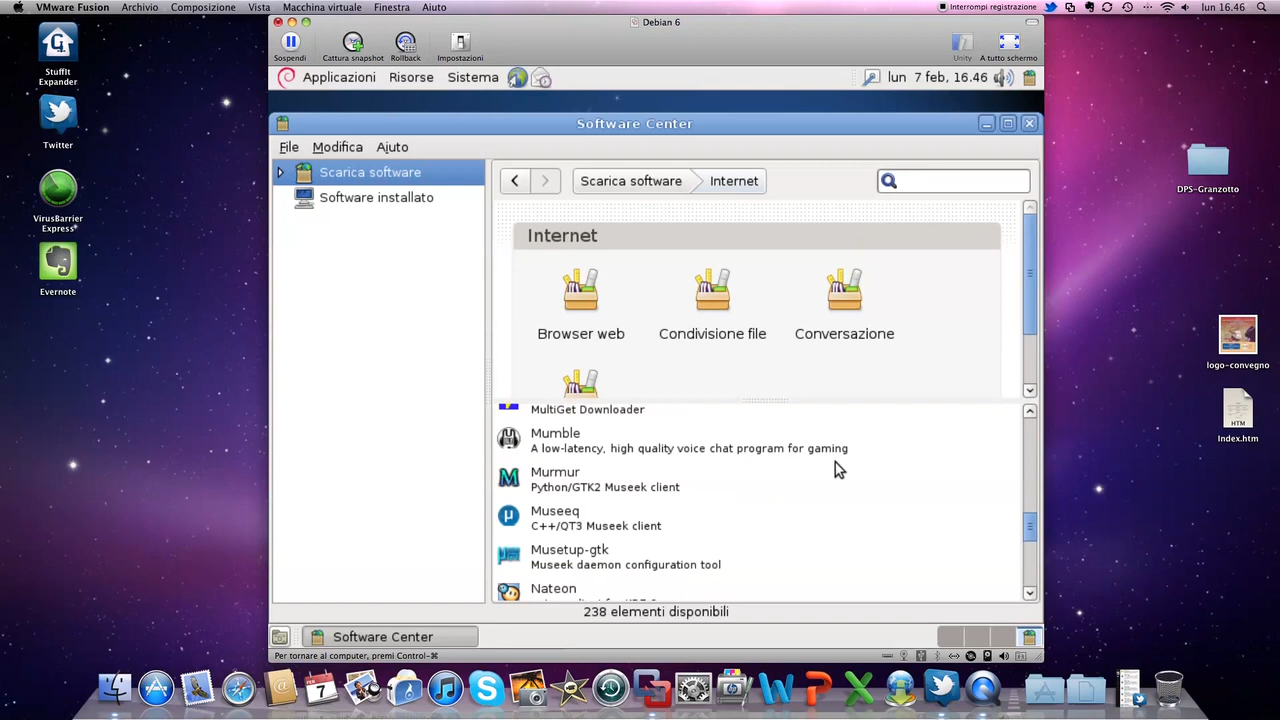 VMware Fusion Archivio Composizione Vista Macchina virtuale Finestra Aiuto Interrompi registrazione lun 16.46
Debian 6
Sospendi Cattura snapshot Rollback Impostazioni Unity A tutto schermo
Applicazioni Risorse Sistema lun 7 feb, 16.46
Software Center
File Modifica Aiuto
Scarica software
Software installato
Scarica software Internet
Internet
Browser web Condivisione file Conversazione
MultiGet Downloader
Mumble
A low-latency, high quality voice chat program for gaming
Murmur
Python/GTK2 Museek client
Museeq
C++/QT3 Museek client
Musetup-gtk
Museek daemon configuration tool
Nateon
238 elementi disponibili
Software Center
Per tornare al computer, premi Control-⌘
StuffIt
Expander
Twitter
VirusBarrier
Express
Evernote
DPS-Granzotto
logo-convegno
HTM
Index.htm
7